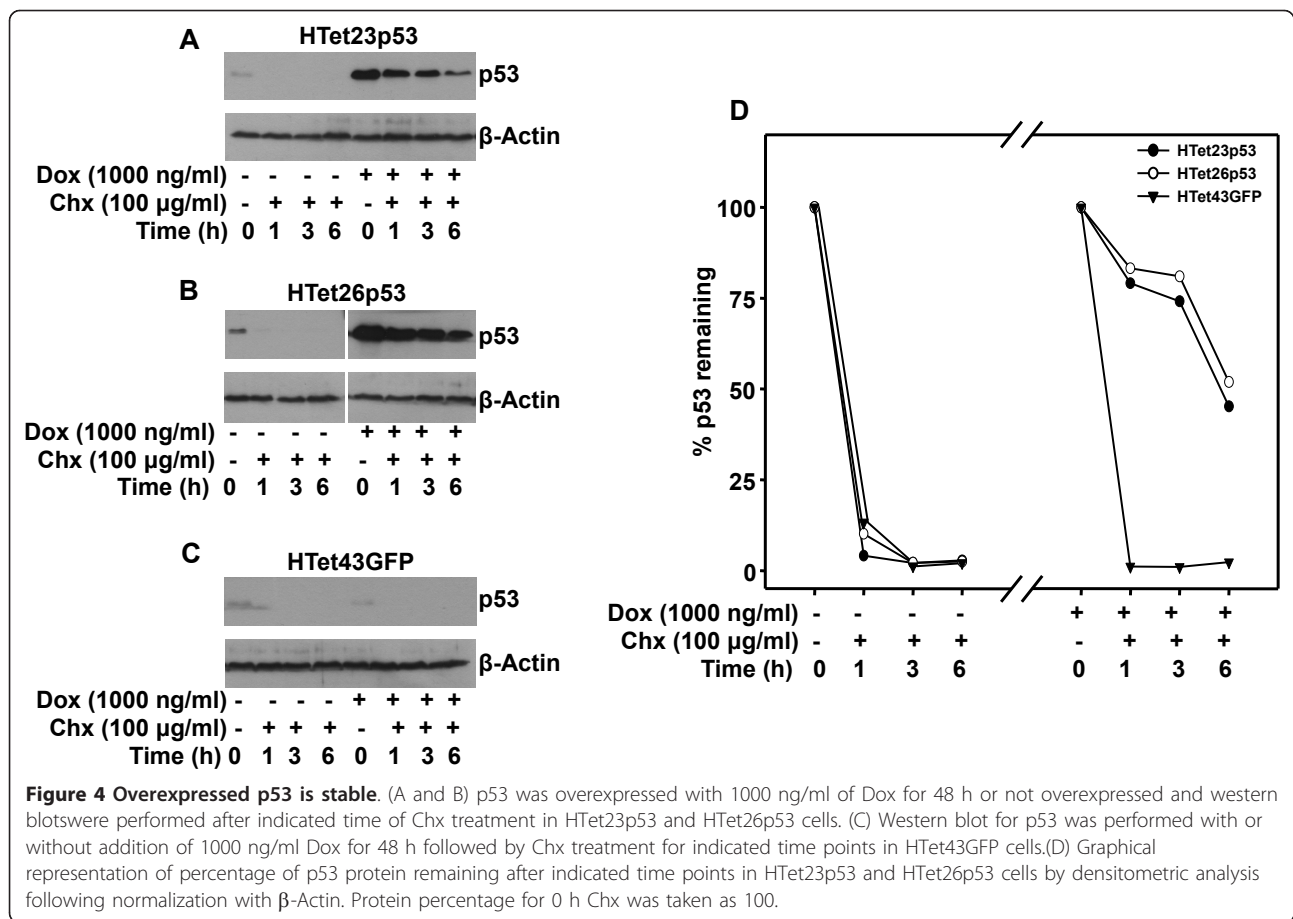 A
HTet23p53
p53
β-Actin
Dox (1000 ng/ml) - - - - + + + +
Chx (100 µg/ml) - + + + - + + +
Time (h) 0 1 3 6 0 1 3 6
B
HTet26p53
p53
β-Actin
Dox (1000 ng/ml) - - - - + + + +
Chx (100 µg/ml) - + + + - + + +
Time (h) 0 1 3 6 0 1 3 6
C
HTet43GFP
p53
β-Actin
Dox (1000 ng/ml) - - - - + + + +
Chx (100 µg/ml) - + + + - + + +
Time (h) 0 1 3 6 0 1 3 6
D
HTet23p53
HTet26p53
HTet43GFP
% p53 remaining
100
75
50
25
0
Dox (1000 ng/ml) - - - - + + + +
Chx (100 µg/ml) - + + + - + + +
Time (h) 0 1 3 6 0 1 3 6
Figure 4 Overexpressed p53 is stable. (A and B) p53 was overexpressed with 1000 ng/ml of Dox for 48 h or not overexpressed and western
blotswere performed after indicated time of Chx treatment in HTet23p53 and HTet26p53 cells. (C) Western blot for p53 was performed with or
without addition of 1000 ng/ml Dox for 48 h followed by Chx treatment for indicated time points in HTet43GFP cells.(D) Graphical
representation of percentage of p53 protein remaining after indicated time points in HTet23p53 and HTet26p53 cells by densitometric analysis
following normalization with β-Actin. Protein percentage for 0 h Chx was taken as 100.